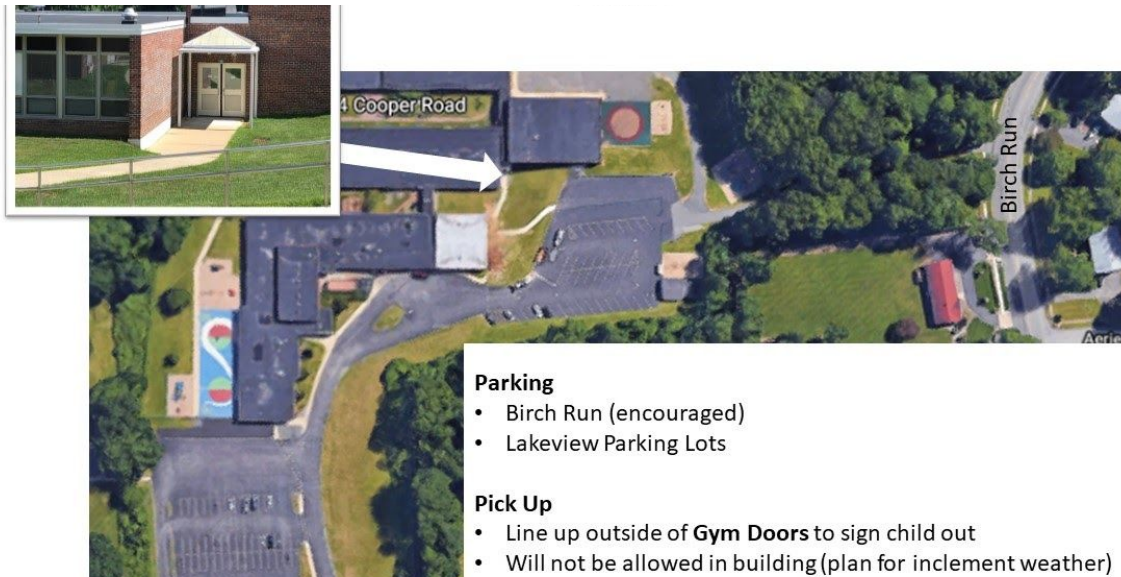 4 Cooper Road
Birch Run
Aerie
Parking
• Birch Run (encouraged)
• Lakeview Parking Lots
Pick Up
• Line up outside of Gym Doors to sign child out
• Will not be allowed in building (plan for inclement weather)